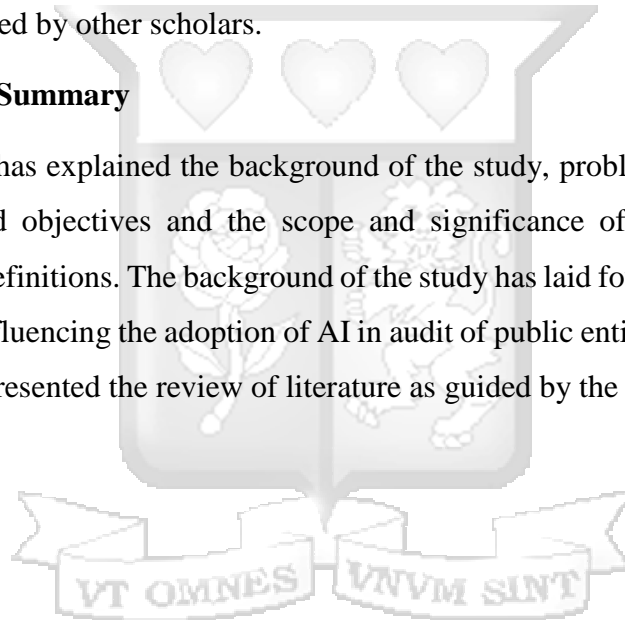 ed by other scholars.
Summary
has explained the background of the study, probl
d objectives and the scope and significance of
efinitions. The background of the study has laid fo
fluencing the adoption of AI in audit of public enti
resented the review of literature as guided by the
VT OMNES VNVM SINT